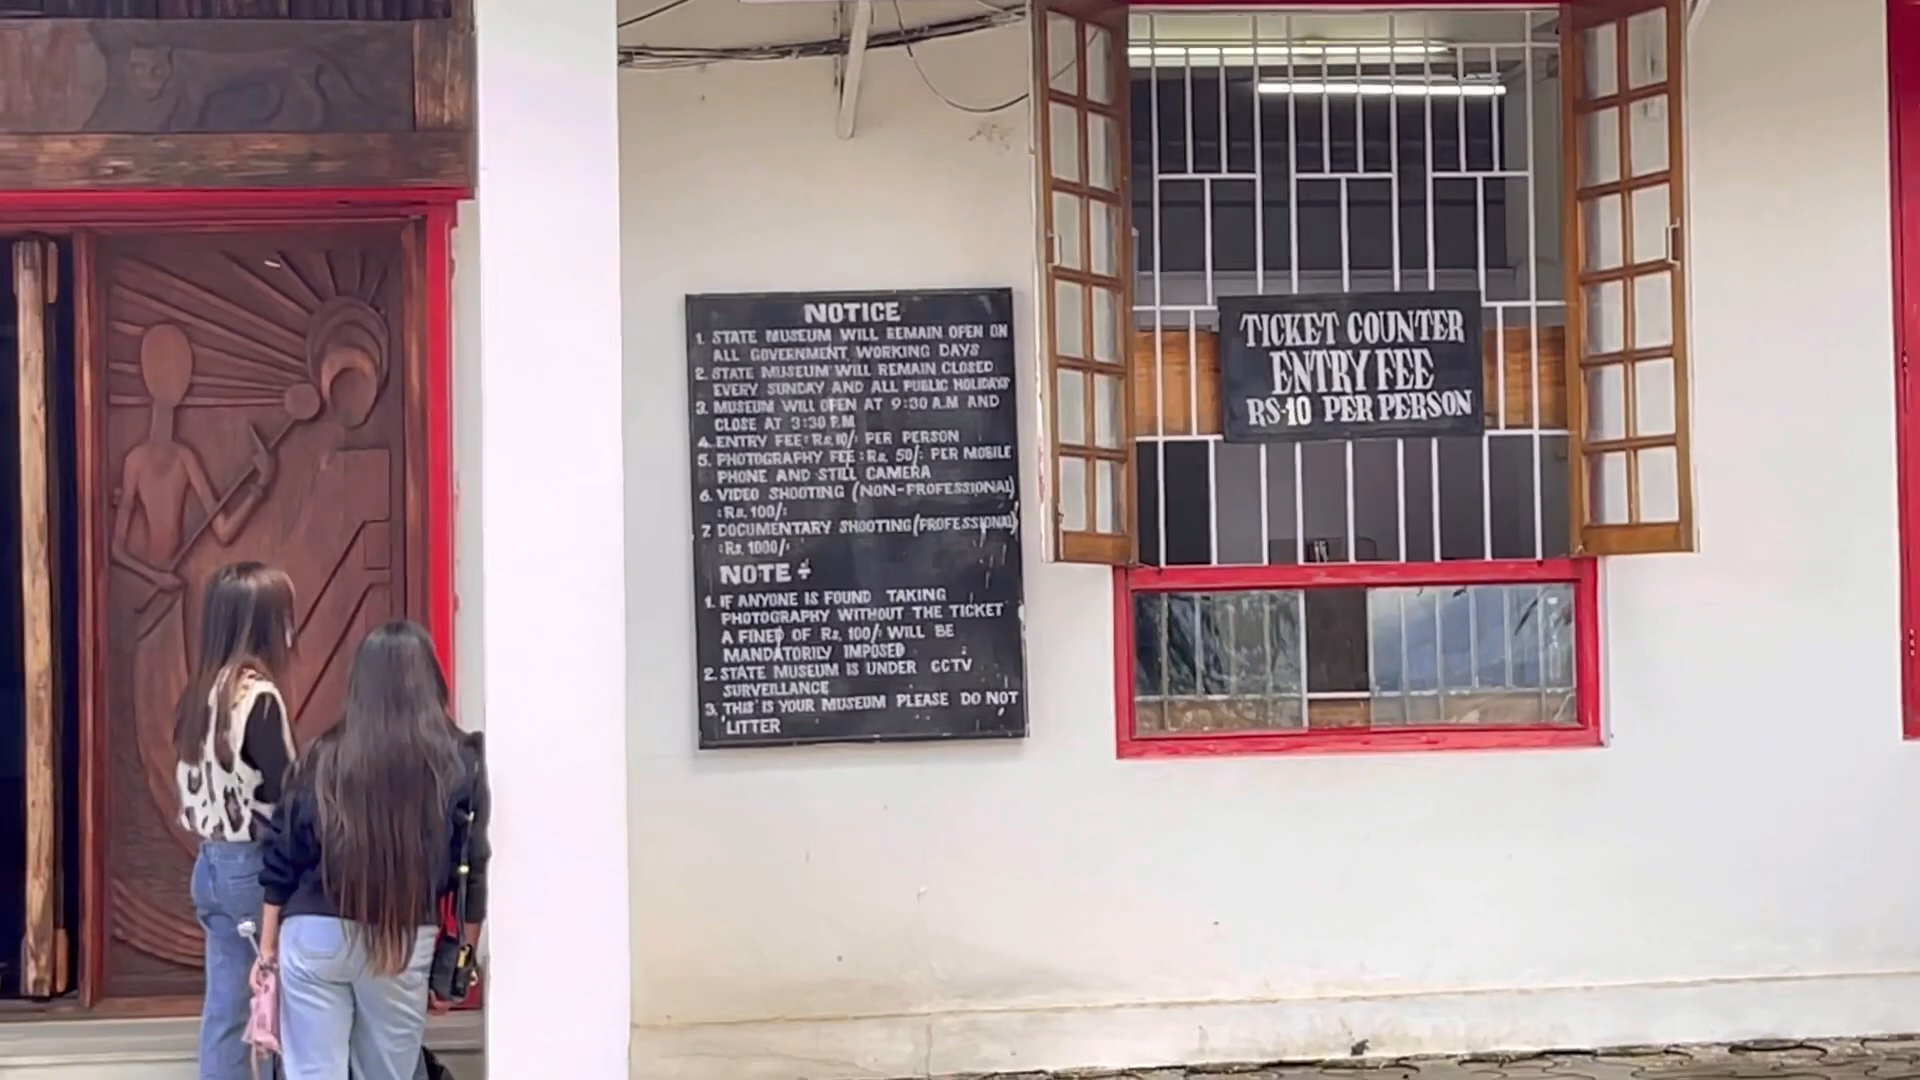 NOTICE
1. STATE MUSEUM WILL REMAIN OPEN ON
ALL GOVERNMENT WORKING DAYS
2. STATE MUSEUM WILL REMAIN CLOSED
EVERY SUNDAY AND ALL PUBLIC HOLIDAYS
3. MUSEUM WILL OPEN AT 9:30 A.M AND
CLOSE AT 3:30 P.M
4. ENTRY FEE: Rs. 10/: PER PERSON
5. PHOTOGRAPHY FEE : Rs. 50/: PER MOBILE
PHONE AND STILL CAMERA
6. VIDEO SHOOTING (NON-PROFESSIONAL)
: Rs. 100/:
7. DOCUMENTARY SHOOTING (PROFESSIONAL)
: Rs. 1000/:
NOTE ÷
1. IF ANYONE IS FOUND TAKING
PHOTOGRAPHY WITHOUT THE TICKET
A FINED OF Rs. 100/: WILL BE
MANDATORILY IMPOSED
2. STATE MUSEUM IS UNDER CCTV
SURVEILLANCE
3. THIS IS YOUR MUSEUM PLEASE DO NOT
LITTER
TICKET COUNTER
ENTRY FEE
RS-10 PER PERSON